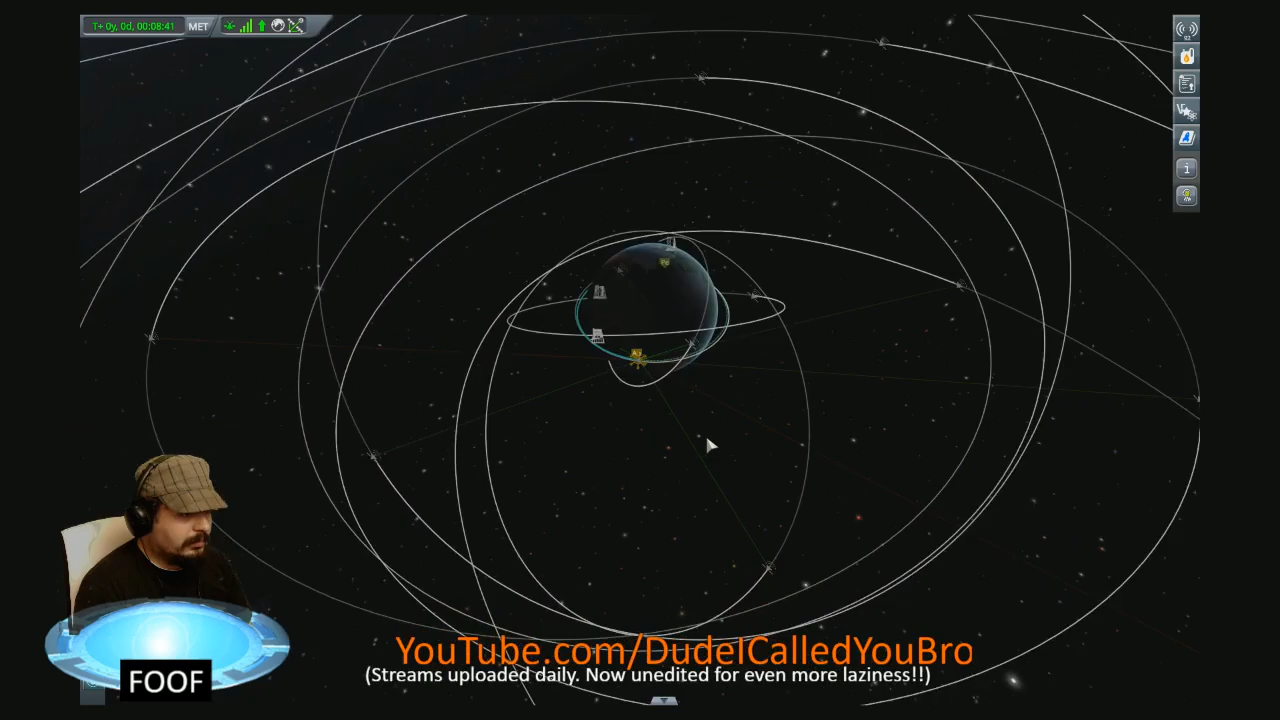 T+ 0y, 0d, 00:08:41 MET
YouTube.com/DudeICalledYouBro
(Streams uploaded daily. Now unedited for even more laziness!!)
FOOF